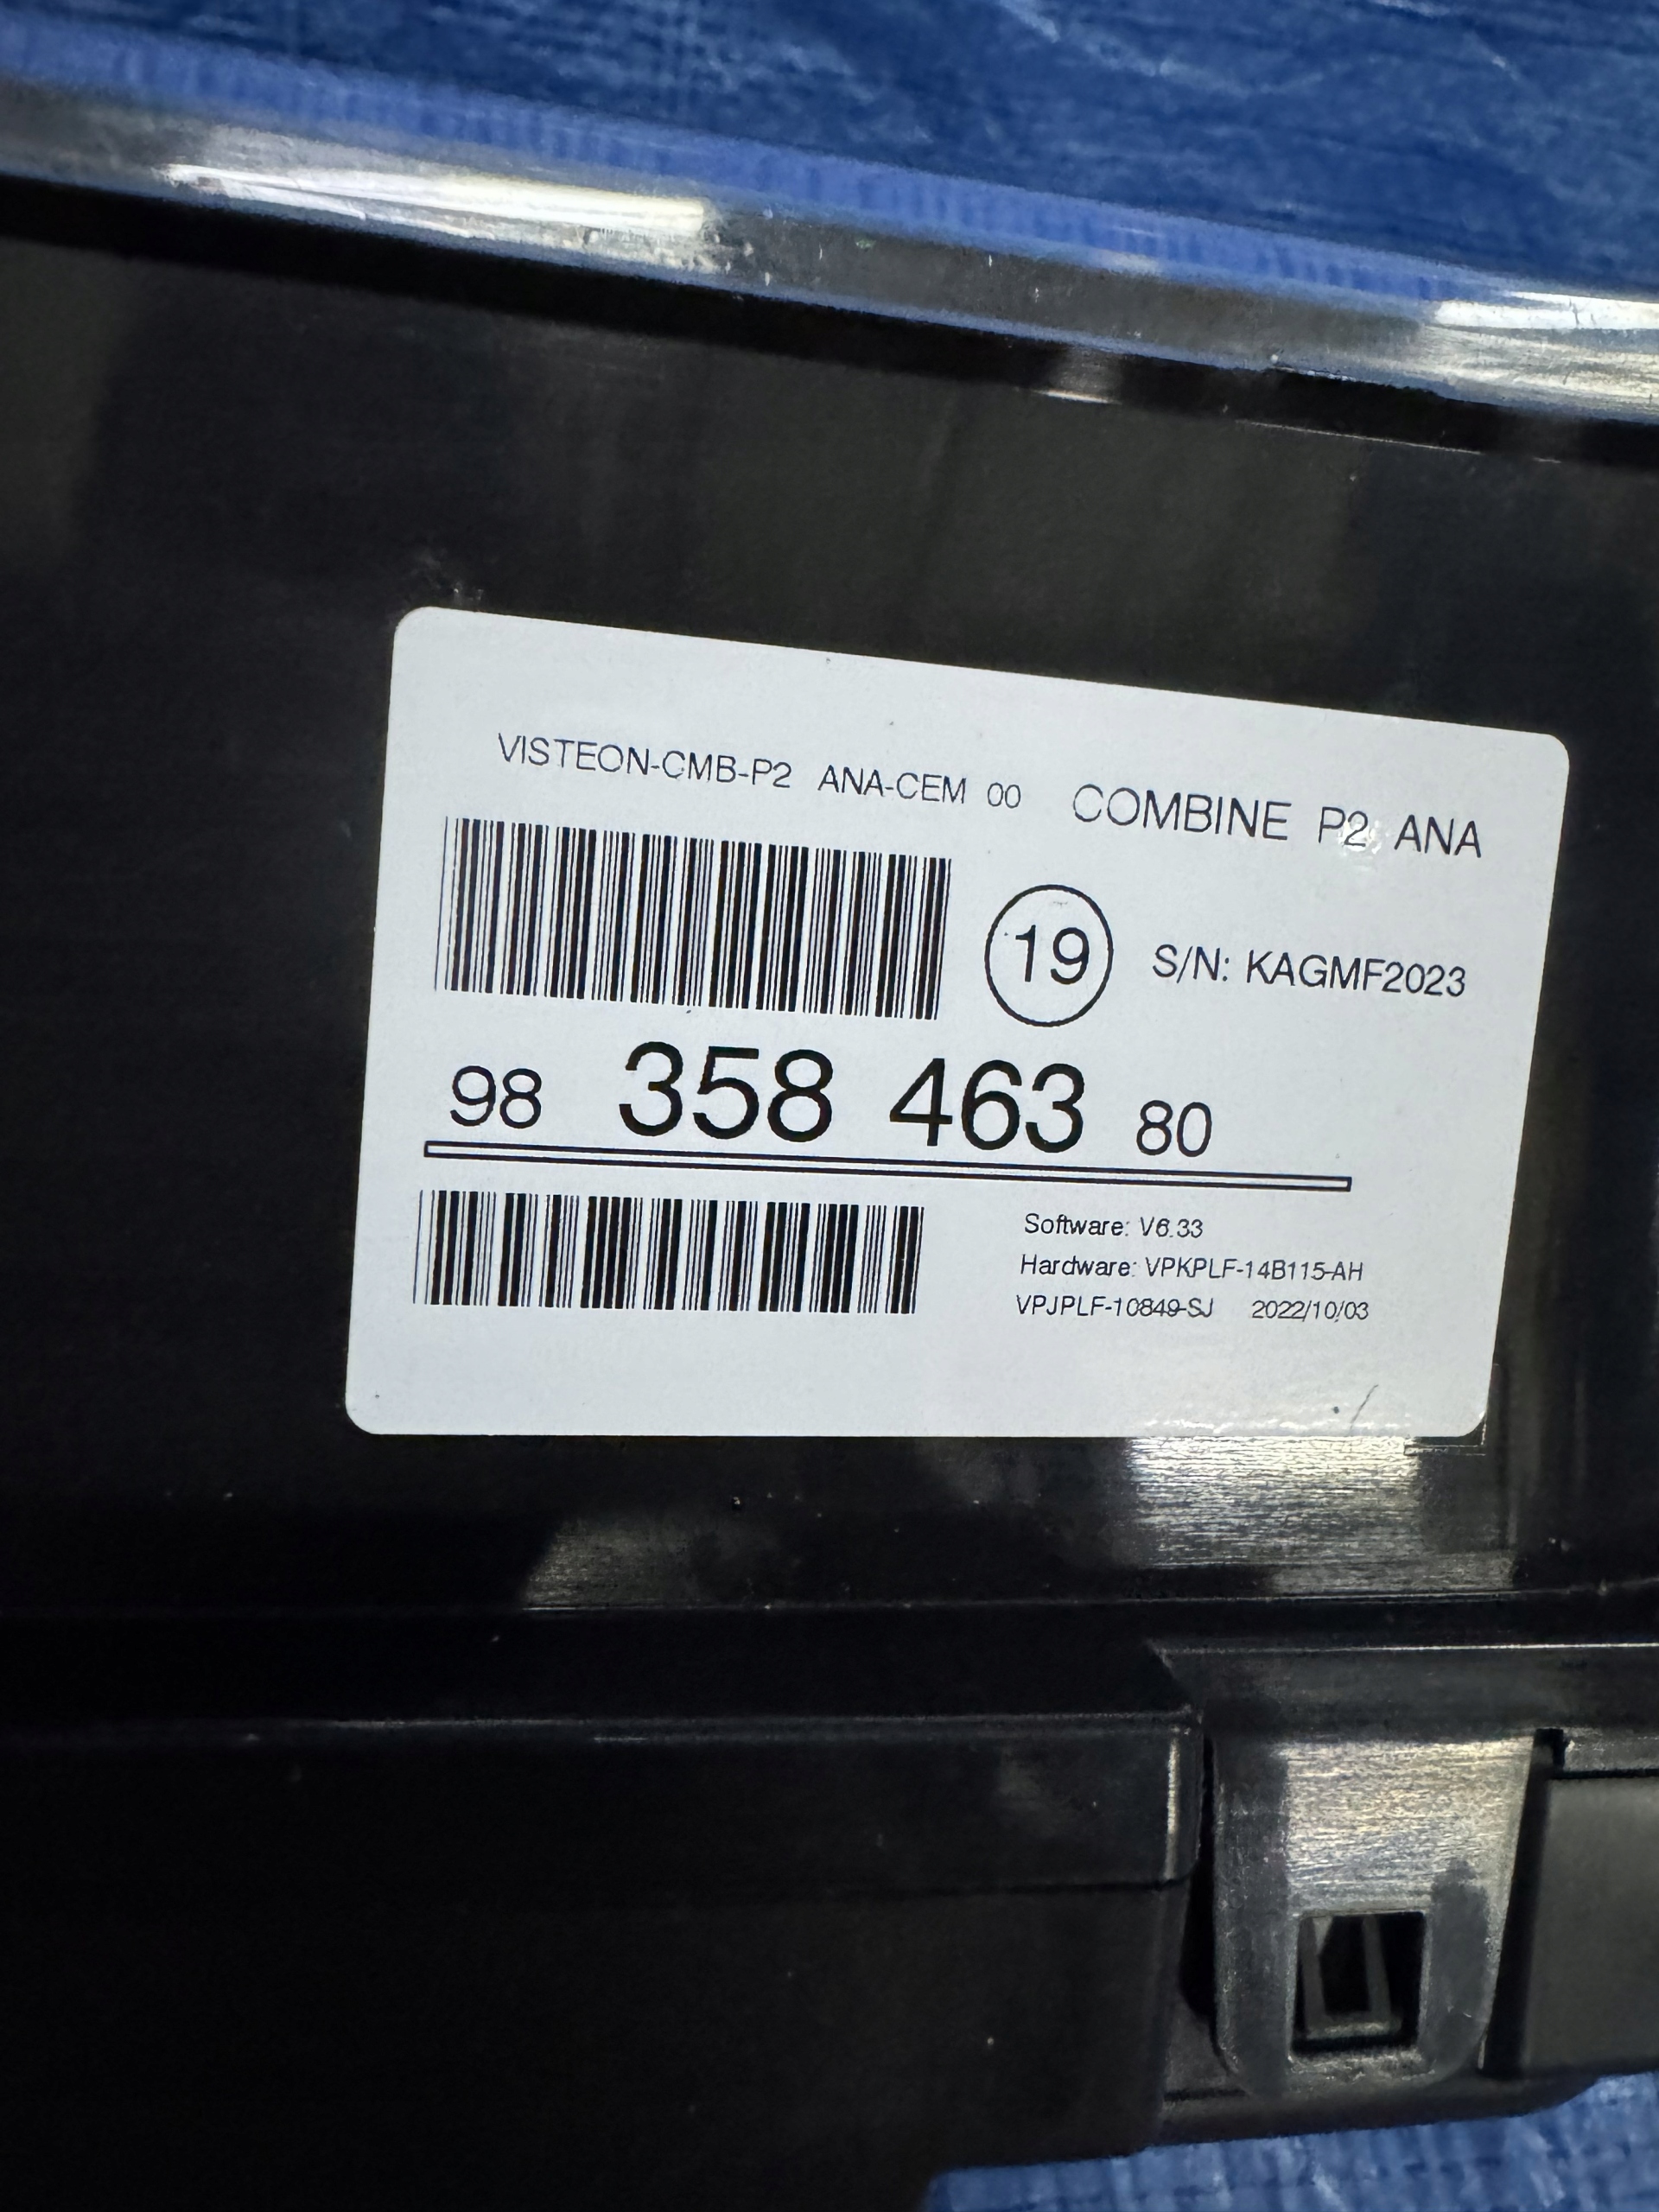 VISTEON-CMB-P2 ANA-CEM 00 COMBINE P2 ANA
19 S/N: KAGMF2023
98 358 463 80
Software: V6.33
Hardware: VPKPLF-14B115-AH
VPJPLF-10849-SJ 2022/10/03